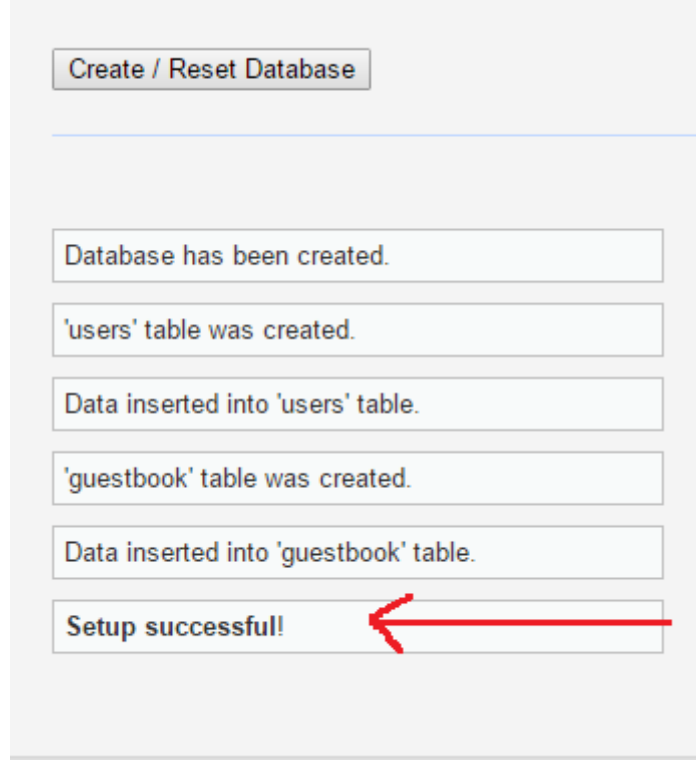 Create / Reset Database
Database has been created.
'users' table was created.
Data inserted into 'users' table.
'guestbook' table was created.
Data inserted into 'guestbook' table.
Setup successful!